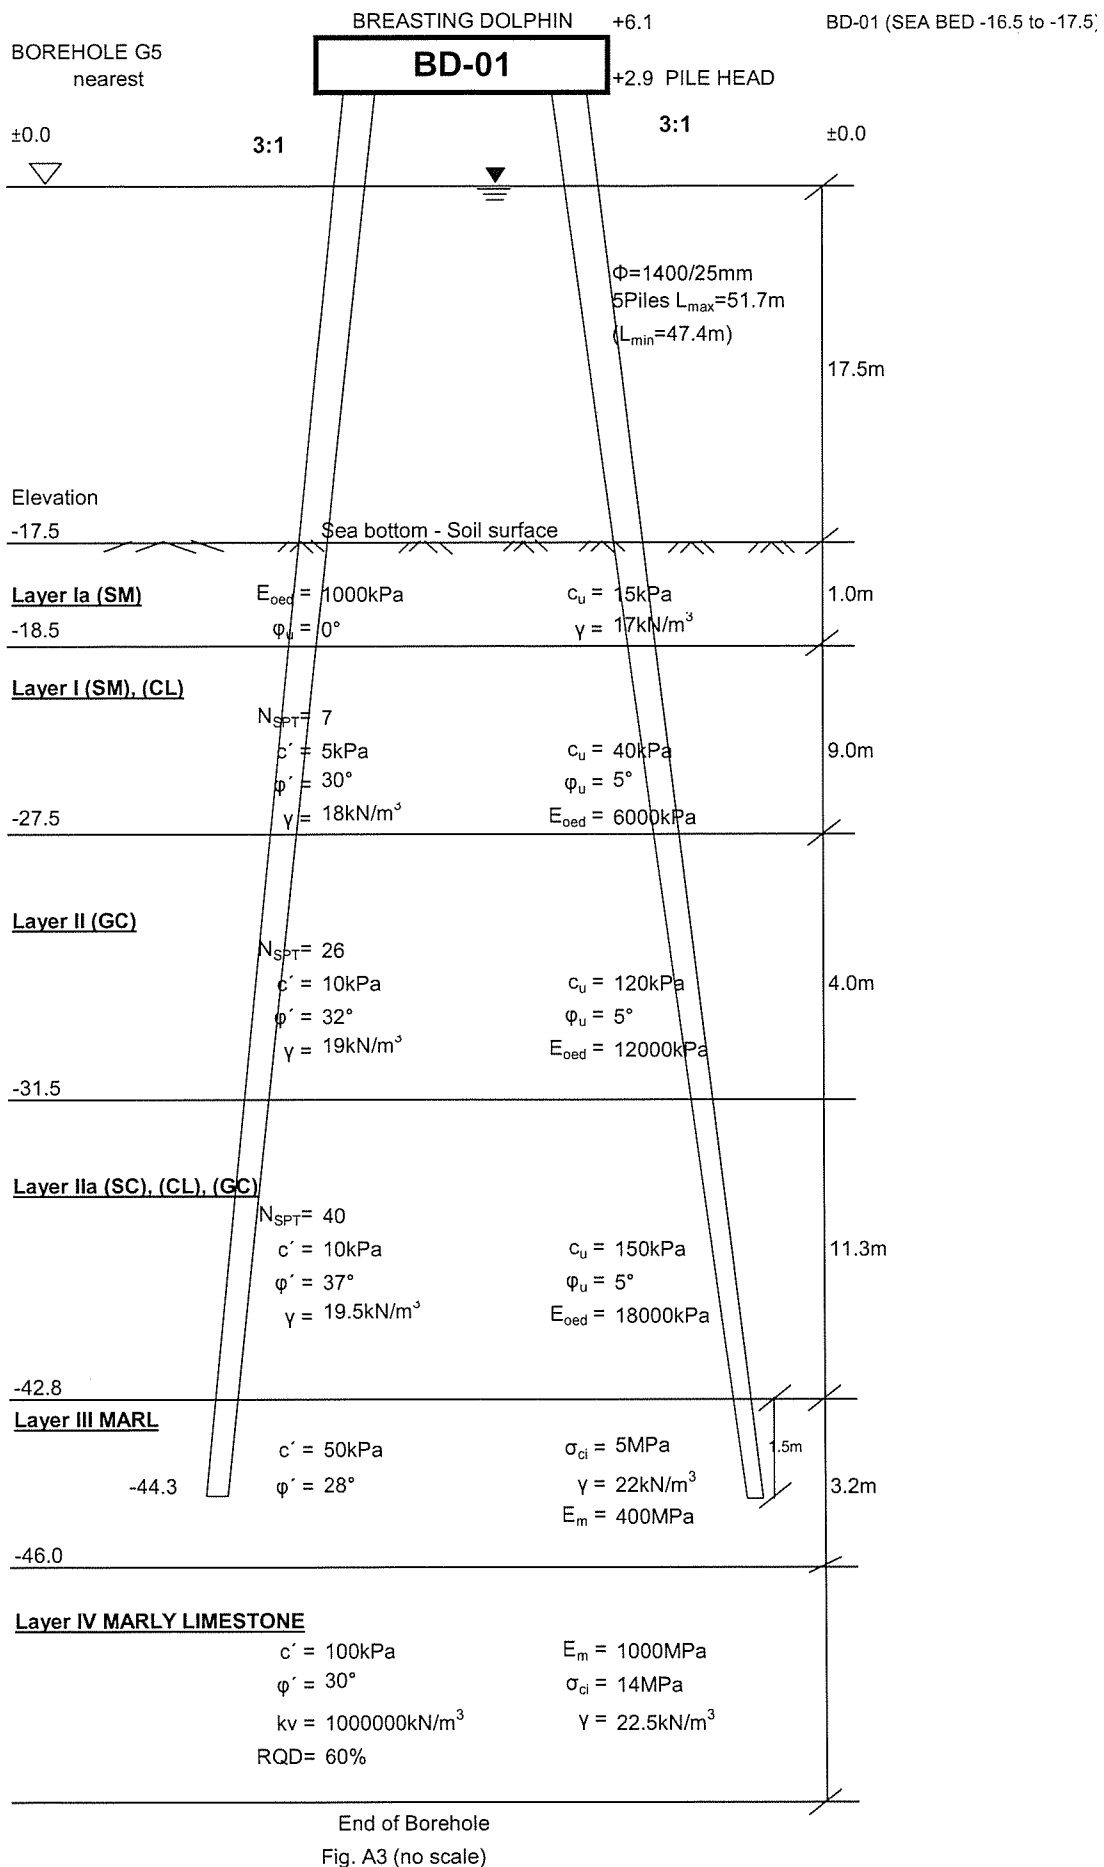 BREASTING DOLPHIN +6.1 BD-01 (SEA BED -16.5 to -17.5)
BOREHOLE G5
nearest
BD-01
+2.9 PILE HEAD
±0.0 3:1 3:1 ±0.0
Φ=1400/25mm
5Piles Lmax=51.7m
(Lmin=47.4m)
17.5m
Elevation
-17.5 Sea bottom - Soil surface
Layer Ia (SM) Eoed = 1000kPa cu = 15kPa 1.0m
-18.5 φu = 0° γ = 17kN/m³
Layer I (SM), (CL)
NSPT= 7
c´ = 5kPa cu = 40kPa 9.0m
φ´ = 30° φu = 5°
-27.5 γ = 18kN/m³ Eoed = 6000kPa
Layer II (GC)
NSPT= 26
c´ = 10kPa cu = 120kPa 4.0m
φ´ = 32° φu = 5°
γ = 19kN/m³ Eoed = 12000kPa
-31.5
Layer IIa (SC), (CL), (GC)
NSPT= 40
c´ = 10kPa cu = 150kPa 11.3m
φ´ = 37° φu = 5°
γ = 19.5kN/m³ Eoed = 18000kPa
-42.8
Layer III MARL
c´ = 50kPa σci = 5MPa 1.5m
-44.3 φ´ = 28° γ = 22kN/m³ 3.2m
Em = 400MPa
-46.0
Layer IV MARLY LIMESTONE
c´ = 100kPa Em = 1000MPa
φ´ = 30° σci = 14MPa
kv = 1000000kN/m³ γ = 22.5kN/m³
RQD= 60%
End of Borehole
Fig. A3 (no scale)